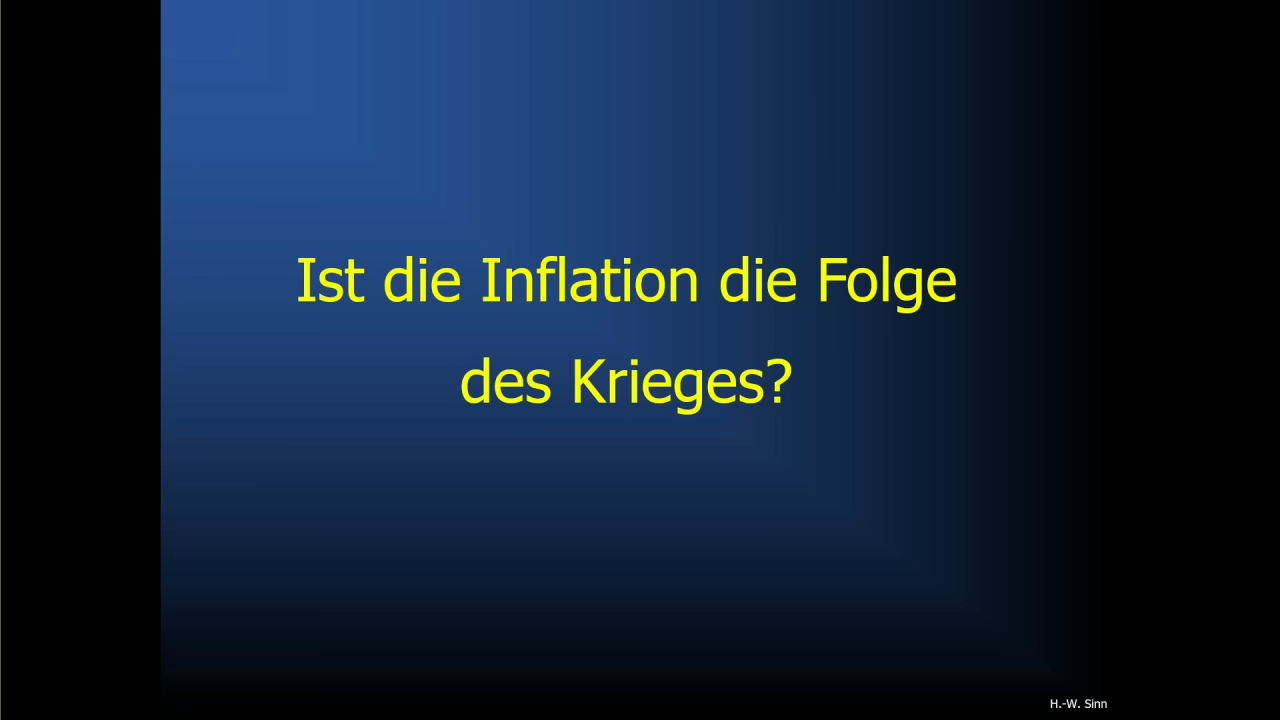 Ist die Inflation die Folge
des Krieges?
H.-W. Sinn